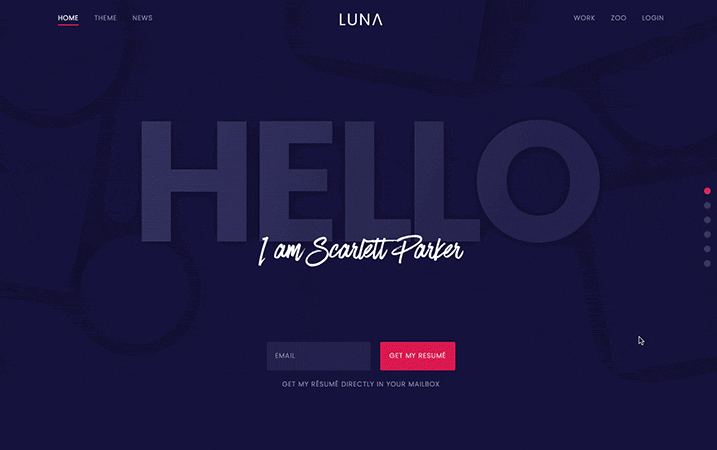 HOME THEME NEWS LUNA WORK ZOO LOGIN
HELLO
I am Scarlett Parker
EMAIL GET MY RESUMÉ
GET MY RÉSUMÉ DIRECTLY IN YOUR MAILBOX